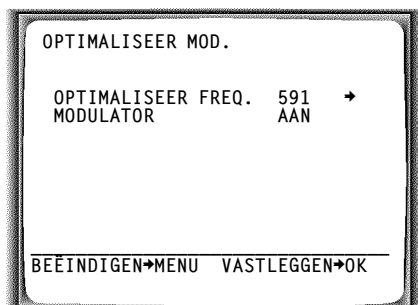 OPTIMALISEER MOD.
OPTIMALISEER FREQ. 591 ➜
MODULATOR AAN
BEËINDIGEN➜MENU VASTLEGGEN➜OK